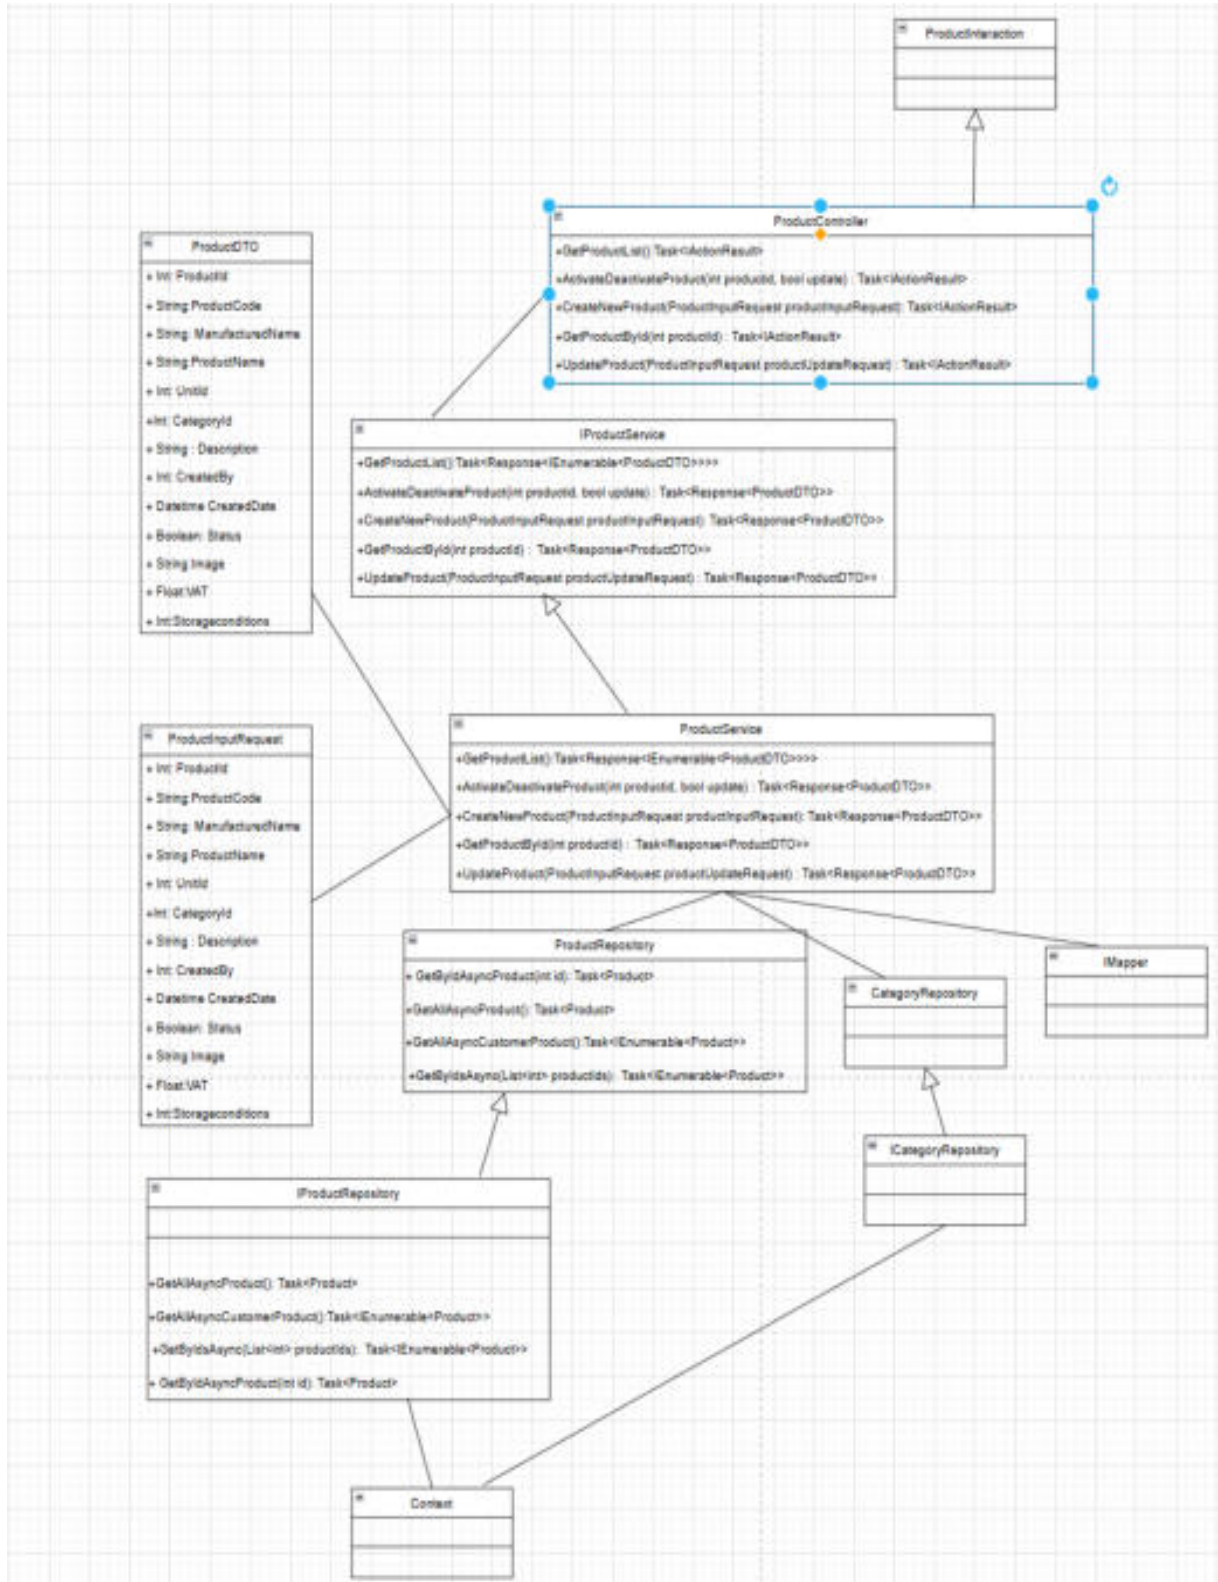 ProductInteraction
ProductController
+GetProductList() Task<IActionResult>
+ActivateDeactivateProduct(int productid, bool update) : Task<IActionResult>
+CreateNewProduct(ProductInputRequest productInputRequest): Task<IActionResult>
+GetProductById(int productid) : Task<IActionResult>
+UpdateProduct(ProductInputRequest productUpdateRequest) : Task<IActionResult>
ProductDTO
+ Int: ProductId
+ String ProductCode
+ String: ManufacturedName
+ String ProductName
+ Int: UnitId
+Int: CategoryId
+ String : Description
+ Int: CreatedBy
+ Datetime CreatedDate
+ Boolean: Status
+ String Image
+ Float:VAT
+ Int:Storageconditions
IProductService
+GetProductList():Task<Response<IEnumerable<ProductDTO>>>>
+ActivateDeactivateProduct(int productid, bool update) : Task<Response<ProductDTO>>
+CreateNewProduct(ProductInputRequest productInputRequest): Task<Response<ProductDTO>>
+GetProductById(int productid) : Task<Response<ProductDTO>>
+UpdateProduct(ProductInputRequest productUpdateRequest) : Task<Response<ProductDTO>>
ProductInputRequest
+ Int: ProductId
+ String ProductCode
+ String: ManufacturedName
+ String ProductName
+ Int: UnitId
+Int: CategoryId
+ String : Description
+ Int: CreatedBy
+ Datetime CreatedDate
+ Boolean: Status
+ String Image
+ Float:VAT
+ Int:Storageconditions
ProductService
+GetProductList():Task<Response<IEnumerable<ProductDTO>>>>
+ActivateDeactivateProduct(int productid, bool update) : Task<Response<ProductDTO>>
+CreateNewProduct(ProductInputRequest productInputRequest): Task<Response<ProductDTO>>
+GetProductById(int productid) : Task<Response<ProductDTO>>
+UpdateProduct(ProductInputRequest productUpdateRequest) : Task<Response<ProductDTO>>
ProductRepository
+ GetByIdAsyncProduct(int id): Task<Product>
+GetAllAsyncProduct(): Task<Product>
+GetAllAsyncCustomerProduct():Task<IEnumerable<Product>>
+GetByIdsAsync(List<int> productIds): Task<IEnumerable<Product>>
CategoryRepository
IMapper
ICategoryRepository
IProductRepository
+GetAllAsyncProduct(): Task<Product>
+GetAllAsyncCustomerProduct():Task<IEnumerable<Product>>
+GetByIdsAsync(List<int> productIds): Task<IEnumerable<Product>>
+ GetByIdAsyncProduct(int id): Task<Product>
Context